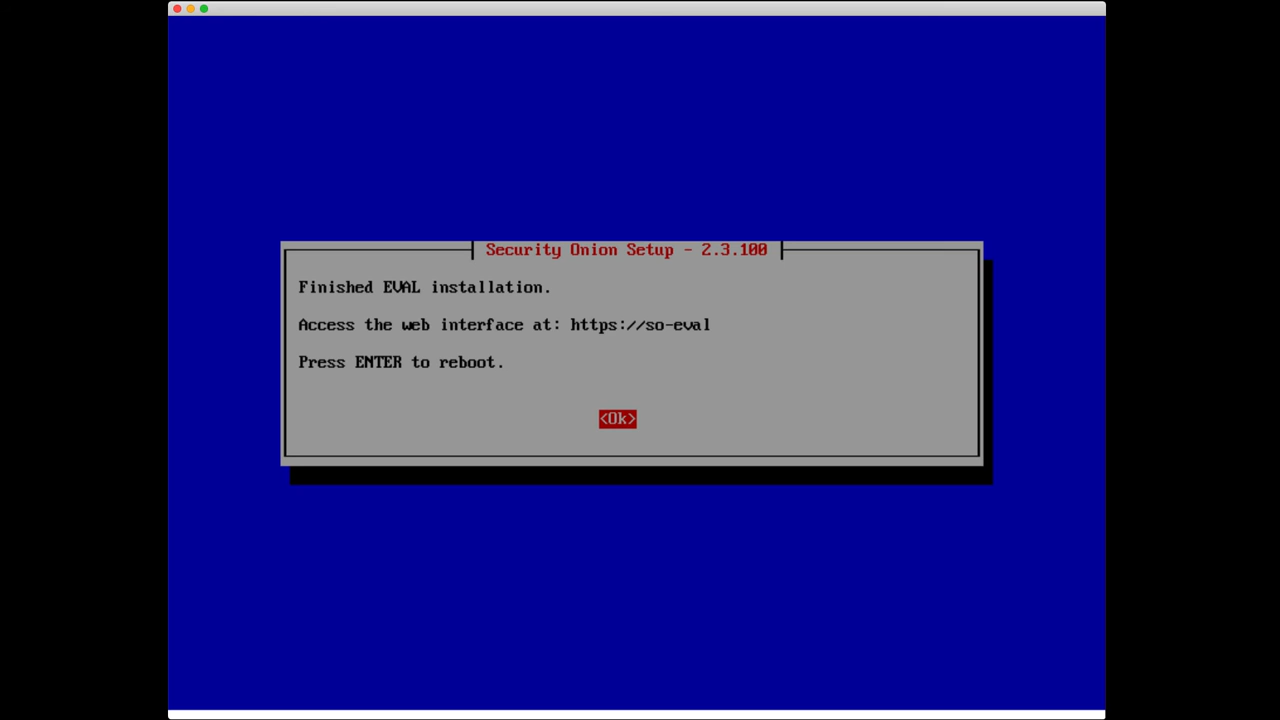 Security Onion Setup - 2.3.100
Finished EVAL installation.
Access the web interface at: https://so-eval
Press ENTER to reboot.
<Ok>